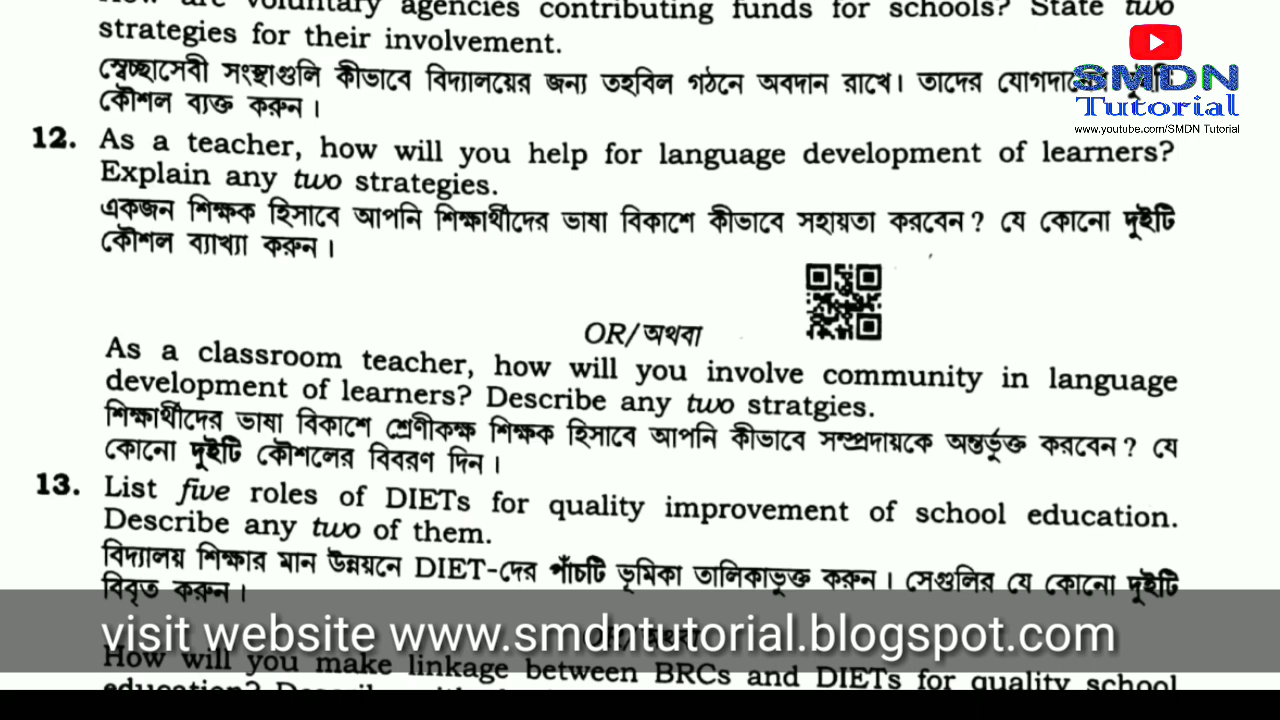 How are voluntary agencies contributing funds for schools? State two
strategies for their involvement.
স্বেচ্ছাসেবী সংস্থাগুলি কীভাবে বিদ্যালয়ের জন্য তহবিল গঠনে অবদান রাখে। তাদের
কৌশল ব্যক্ত করুন।
SMDN
Tutorial
www.youtube.com/SMDN Tutorial
12. As a teacher, how will you help for language development of learners?
Explain any two strategies.
একজন শিক্ষক হিসাবে আপনি শিক্ষার্থীদের ভাষা বিকাশে কীভাবে সহায়তা করবেন? যে কোনো দুইটি
কৌশল ব্যাখ্যা করুন।
OR/অথবা
As a classroom teacher, how will you involve community in language
development of learners? Describe any two stratgies.
শিক্ষার্থীদের ভাষা বিকাশে শ্রেণীকক্ষ শিক্ষক হিসাবে আপনি কীভাবে সম্প্রদায়কে অন্তর্ভুক্ত করবেন? যে
কোনো দুইটি কৌশলের বিবরণ দিন।
13. List five roles of DIETs for quality improvement of school education.
Describe any two of them.
বিদ্যালয় শিক্ষার মান উন্নয়নে DIET-দের পাঁচটি ভূমিকা তালিকাভুক্ত করুন। সেগুলির যে কোনো দুইটি
বিবৃত করুন।
visit website www.smdntutorial.blogspot.com
How will you make linkage between BRCs and DIETs for quality school